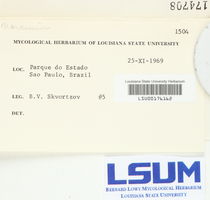 174708
1504
MYCOLOGICAL HERBARIUM OF LOUISIANA STATE UNIVERSITY
25-XI-1969
LOC. Parque do Estado
Sao Paulo, Brazil
Louisiana State University Herbarium
LEG. B.V. Skvortzov #5
DET.
LSUM
BERNARD LOWY MYCOLOGICAL HERBARIUM
LOUISIANA STATE UNIVERSITY